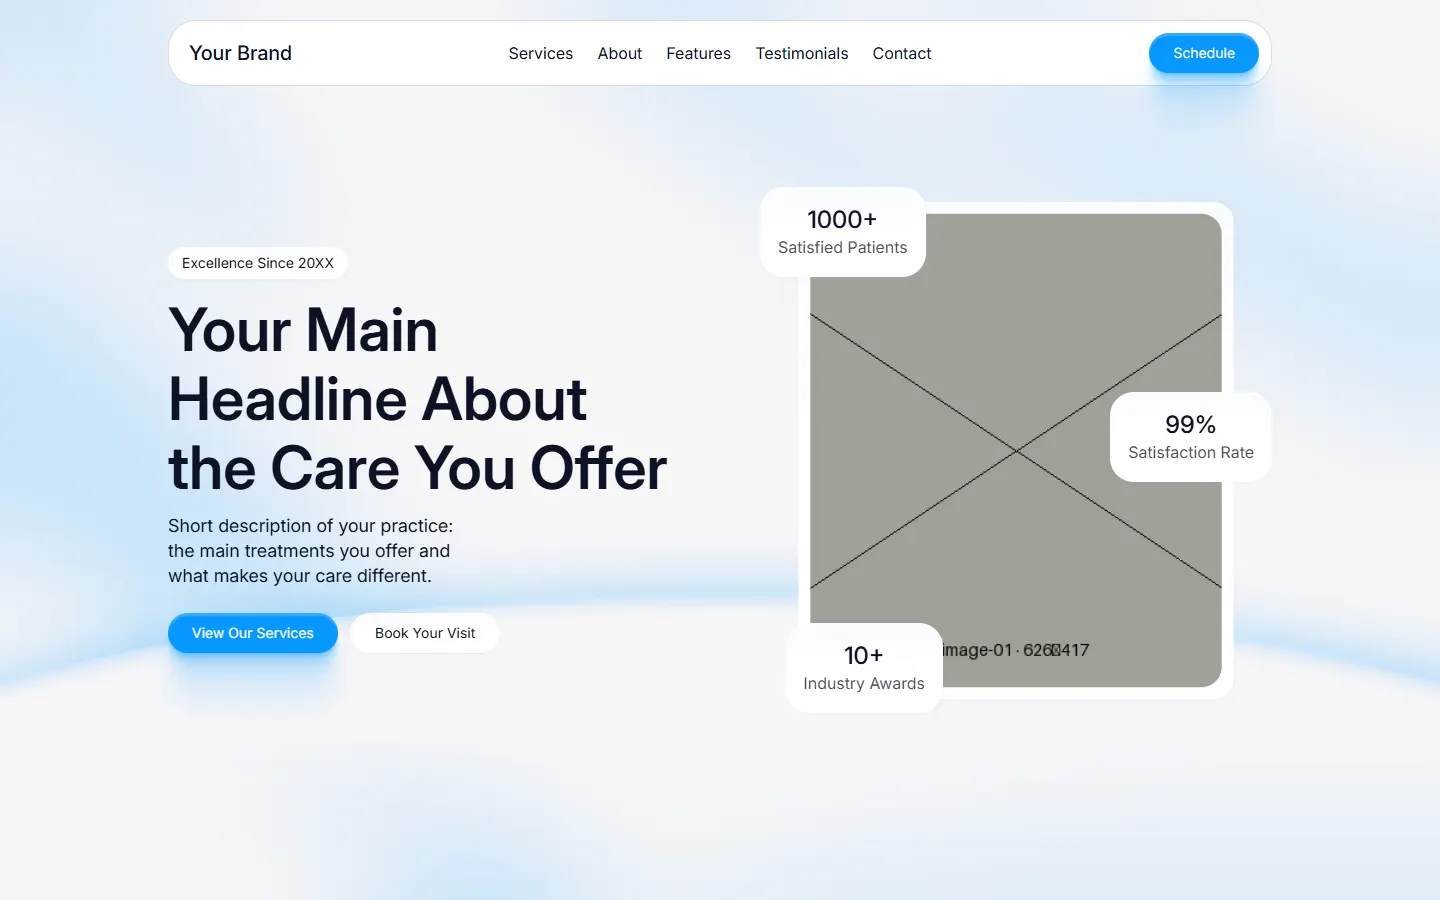 Your Brand
Services
About
Features
Testimonials
Contact
Schedule
Excellence Since 20XX
Your Main
Headline About
the Care You Offer
Short description of your practice:
the main treatments you offer and
what makes your care different.
View Our Services
Book Your Visit
1000+
Satisfied Patients
99%
Satisfaction Rate
10+
Industry Awards
image-01 ·